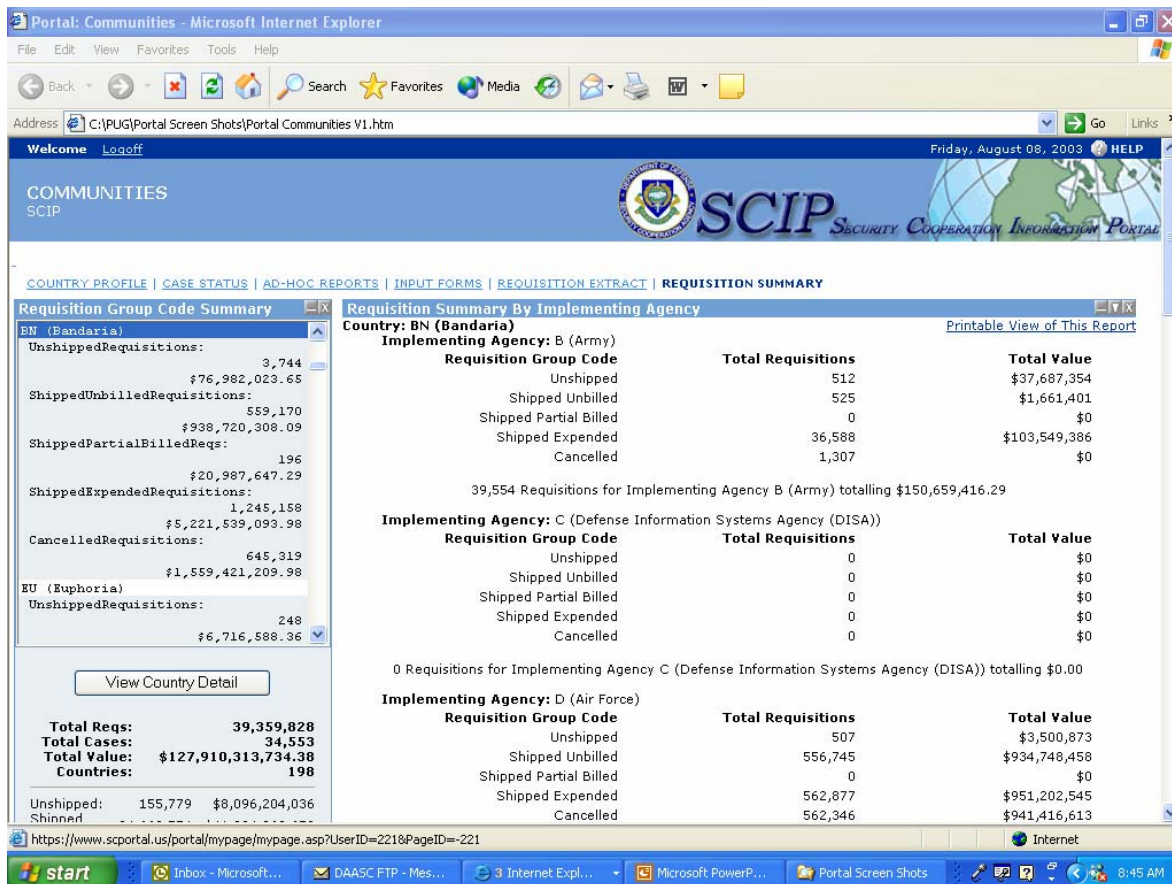 Portal: Communities - Microsoft Internet Explorer
File Edit View Favorites Tools Help
Back Search Favorites Media
Address C:\PUG\Portal Screen Shots\Portal Communities V1.htm Go Links
Welcome Logoff Friday, August 08, 2003 HELP
COMMUNITIES
SCIP
SCIP SECURITY COOPERATION INFORMATION PORTAL
COUNTRY PROFILE | CASE STATUS | AD-HOC REPORTS | INPUT FORMS | REQUISITION EXTRACT | REQUISITION SUMMARY
Requisition Group Code Summary
BN (Bandaria)
UnshippedRequisitions:
3,744
$76,982,023.65
ShippedUnbilledRequisitions:
559,170
$938,720,308.09
ShippedPartialBilledReqs:
196
$20,987,647.29
ShippedExpendedRequisitions:
1,245,158
$5,221,539,093.98
CancelledRequisitions:
645,319
$1,559,421,209.98
EU (Euphoria)
UnshippedRequisitions:
248
$6,716,588.36
View Country Detail
Total Reqs: 39,359,828
Total Cases: 34,553
Total Value: $127,910,313,734.38
Countries: 198
Unshipped: 155,779 $8,096,204,036
Shipped
Requisition Summary By Implementing Agency
Country: BN (Bandaria) Printable View of This Report
Implementing Agency: B (Army)
Requisition Group Code Total Requisitions Total Value
Unshipped 512 $37,687,354
Shipped Unbilled 525 $1,661,401
Shipped Partial Billed 0 $0
Shipped Expended 36,588 $103,549,386
Cancelled 1,307 $0
39,554 Requisitions for Implementing Agency B (Army) totalling $150,659,416.29
Implementing Agency: C (Defense Information Systems Agency (DISA))
Requisition Group Code Total Requisitions Total Value
Unshipped 0 $0
Shipped Unbilled 0 $0
Shipped Partial Billed 0 $0
Shipped Expended 0 $0
Cancelled 0 $0
0 Requisitions for Implementing Agency C (Defense Information Systems Agency (DISA)) totalling $0.00
Implementing Agency: D (Air Force)
Requisition Group Code Total Requisitions Total Value
Unshipped 507 $3,500,873
Shipped Unbilled 556,745 $934,748,458
Shipped Partial Billed 0 $0
Shipped Expended 562,877 $951,202,545
Cancelled 562,346 $941,416,613
https://www.scportal.us/portal/mypage/mypage.asp?UserID=221&PageID=-221 Internet
start Inbox - Microsoft... DAASC FTP - Mes... 3 Internet Expl... Microsoft PowerP... Portal Screen Shots 8:45 AM